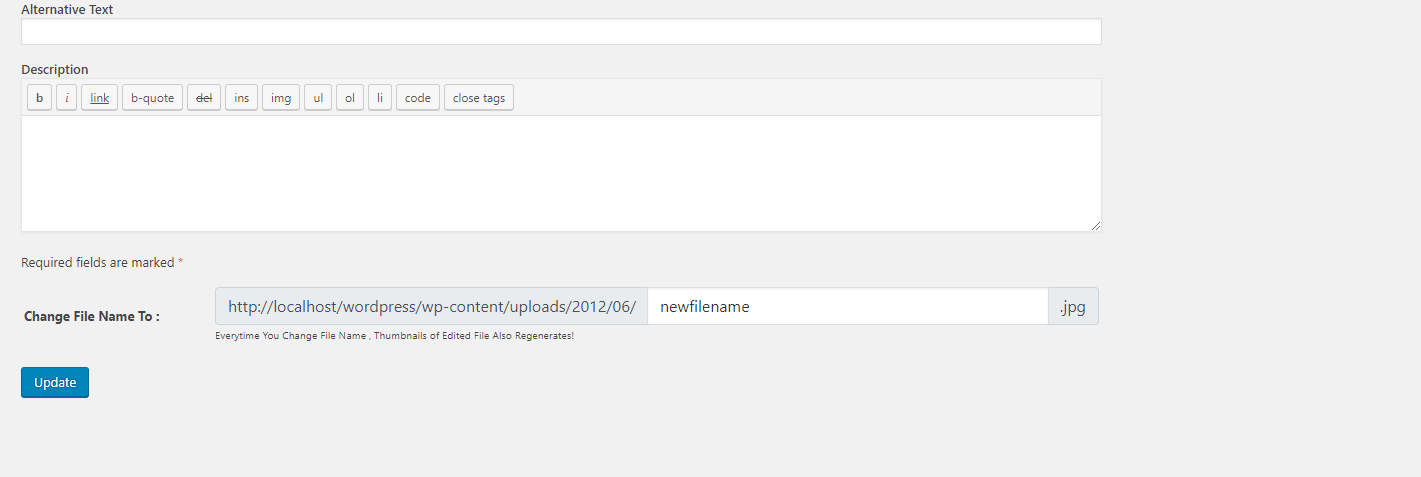 Alternative Text
Description
b i link b-quote del ins img ul ol li code close tags
Required fields are marked *
Change File Name To : http://localhost/wordpress/wp-content/uploads/2012/06/ newfilename .jpg
Everytime You Change File Name , Thumbnails of Edited File Also Regenerates!
Update